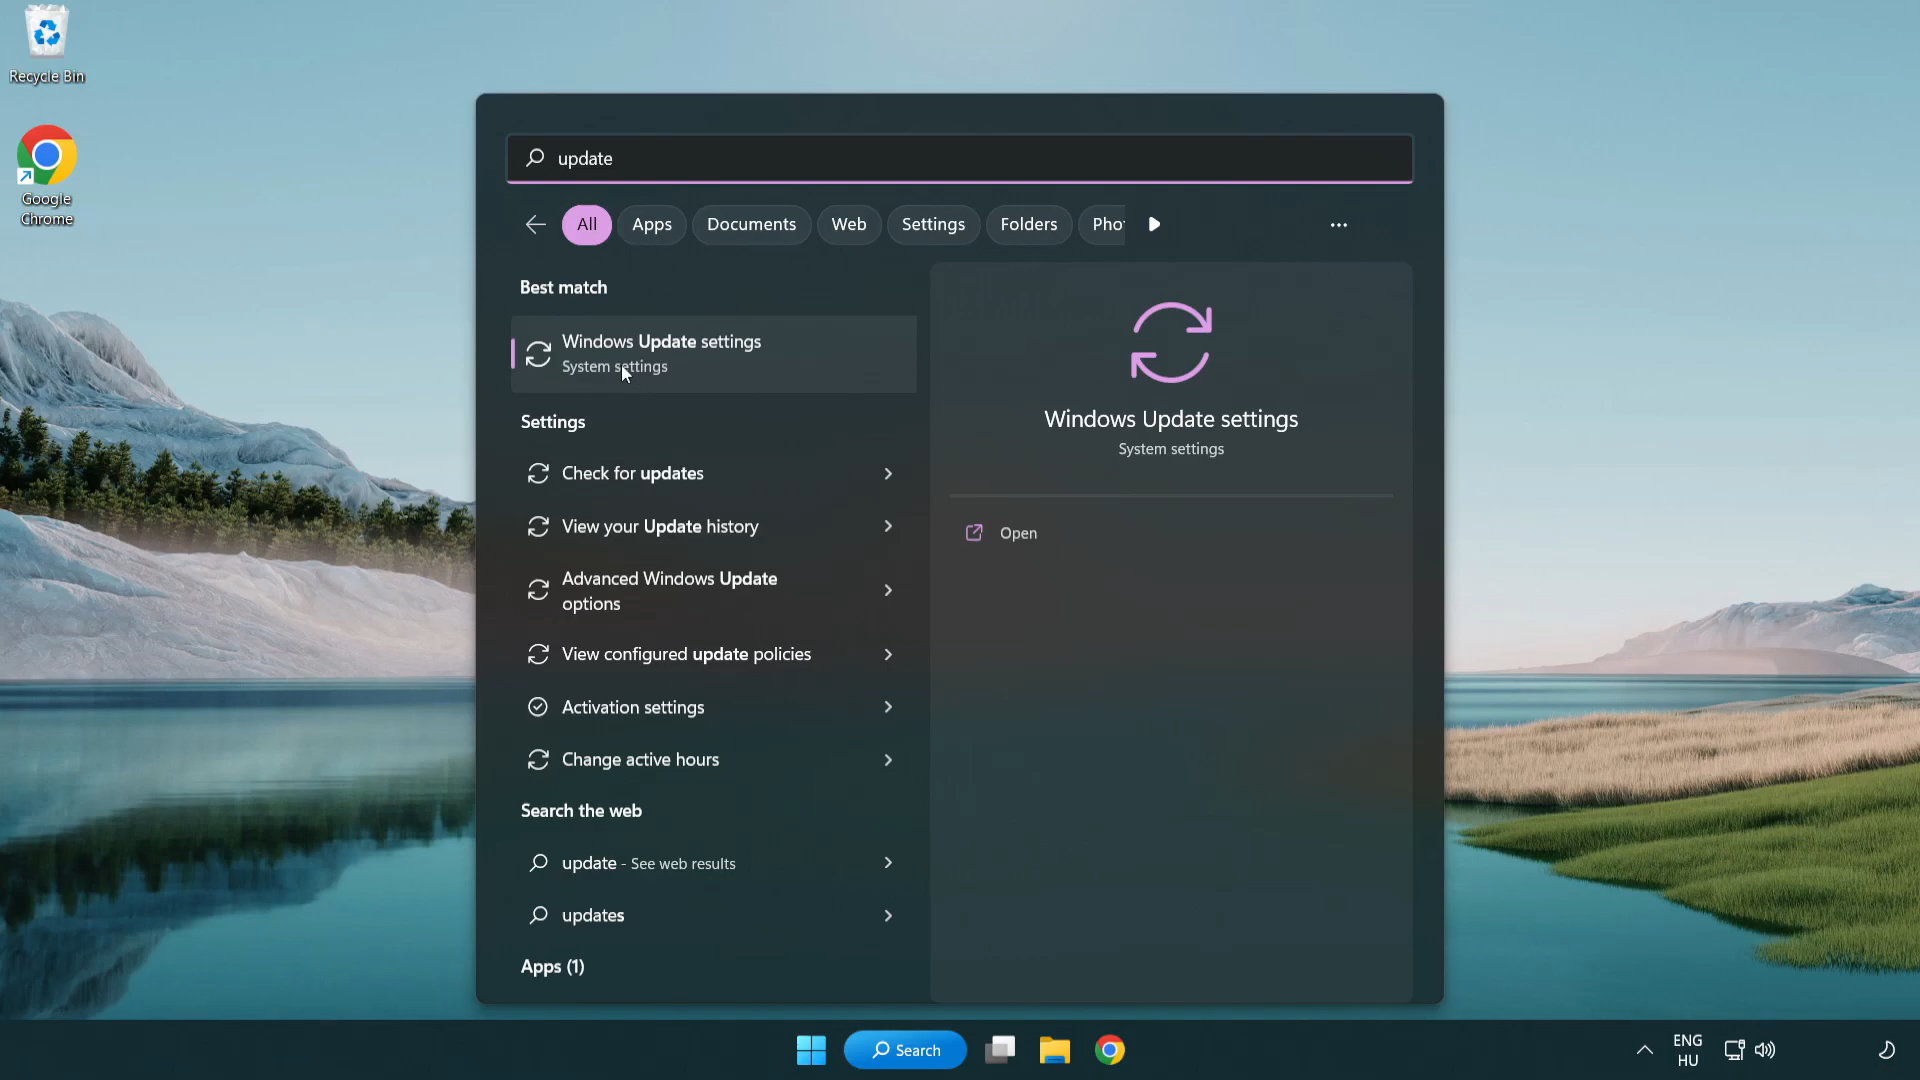 Recycle Bin
Google
Chrome
update
All
Apps
Documents
Web
Settings
Folders
Best match
Windows Update settings
System settings
Settings
Check for updates
View your Update history
Advanced Windows Update
options
View configured update policies
Activation settings
Change active hours
Search the web
update - See web results
updates
Apps (1)
Windows Update settings
System settings
Open
Search
ENG
HU